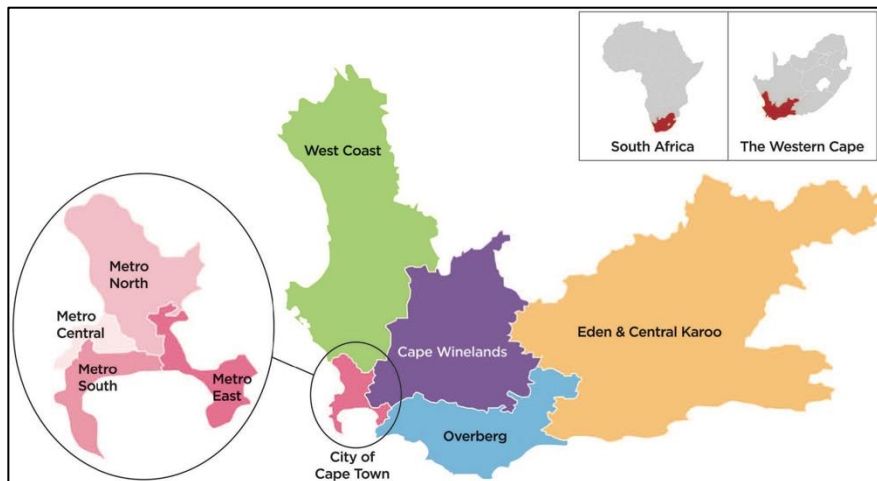 South Africa
The Western Cape
West Coast
Metro
North
Metro
Central
Metro
South
Metro
East
Cape Winelands
Eden & Central Karoo
Overberg
City of
Cape Town